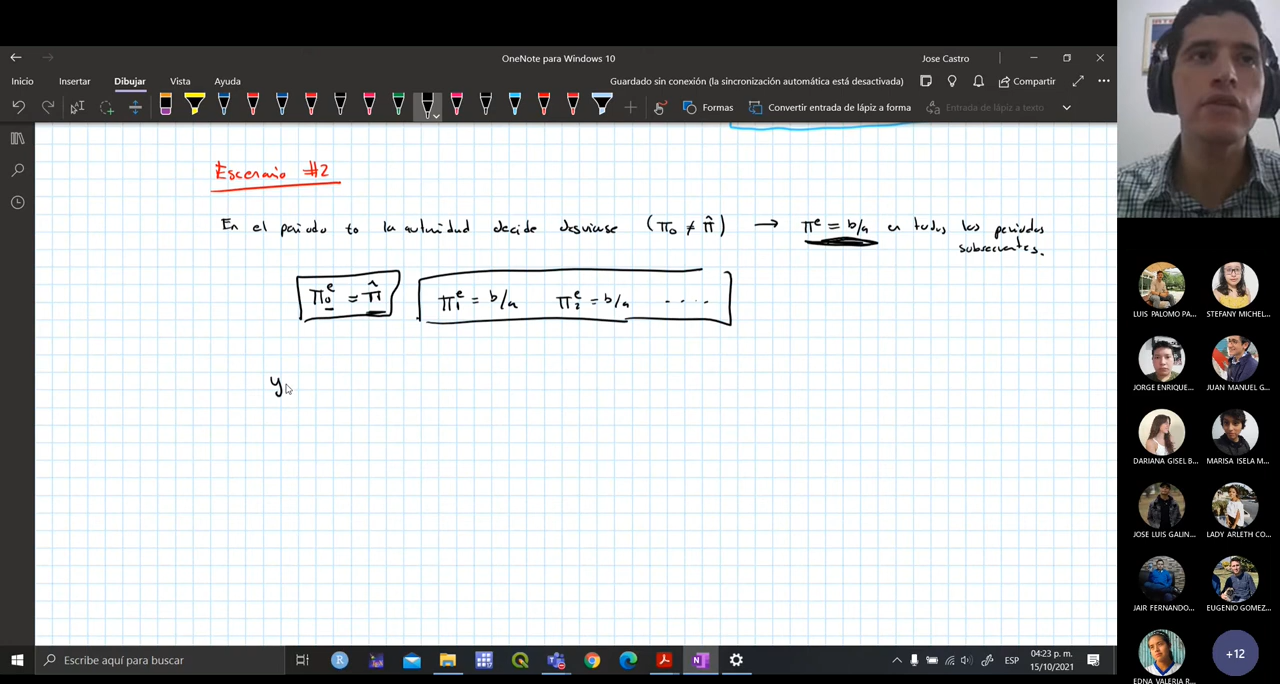 OneNote para Windows 10
Jose Castro
Inicio
Insertar
Dibujar
Vista
Ayuda
Guardado sin conexión (la sincronización automática está desactivada)
Compartir
Formas
Convertir entrada de lápiz a forma
Entrada de lápiz a texto
Escenario #2
En el periodo to la autoridad decide desviarse (π₀ ≠ π̂) → πᵉ = b/a en todos los periodos
subsecuentes.
π₀ᵉ = π̂ π₁ᵉ = b/a π₂ᵉ = b/a ....
y
LUIS PALOMO PA...
STEFANY MICHEL...
JORGE ENRIQUE...
JUAN MANUEL G...
DARIANA GISEL B...
MARISA ISELA M...
JOSE LUIS GALIN...
LADY ARLETH CO...
JAIR FERNANDO...
EUGENIO GOMEZ...
EDNA VALERIA R...
+12
Escribe aquí para buscar
ESP
04:23 p. m.
15/10/2021